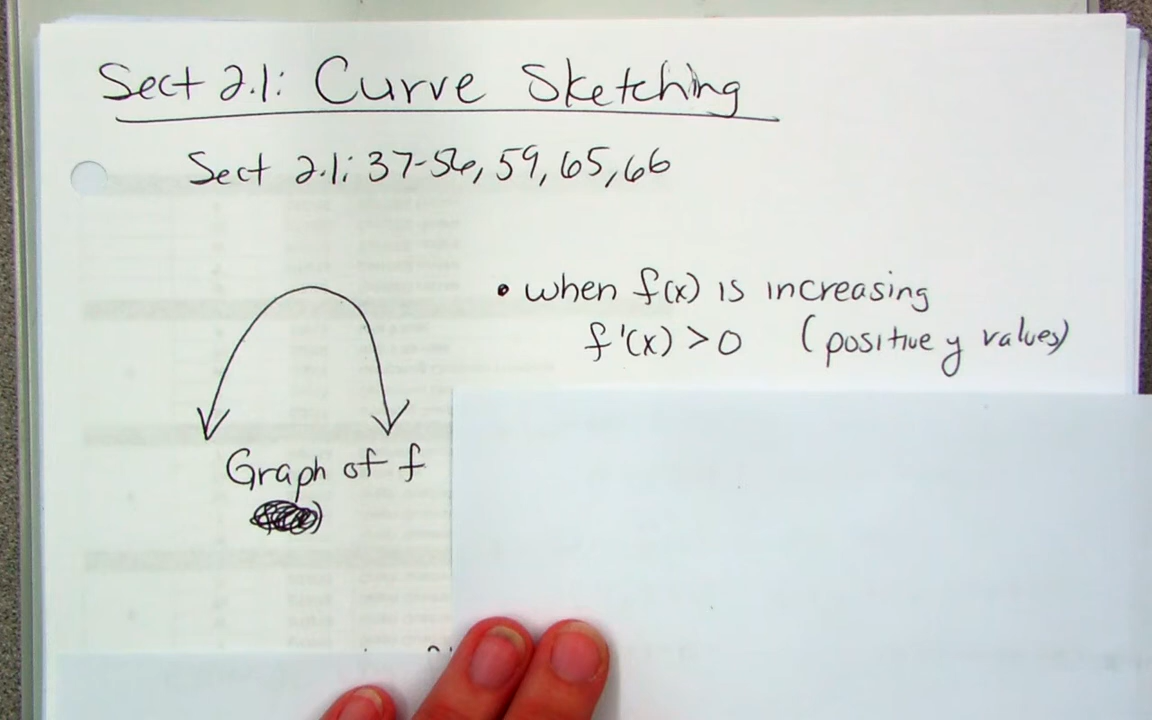 Sect 2.1: Curve Sketching
Sect 2.1: 37-56, 59, 65, 66
• when f(x) is increasing
f'(x) > 0 (positive y values)
Graph of f